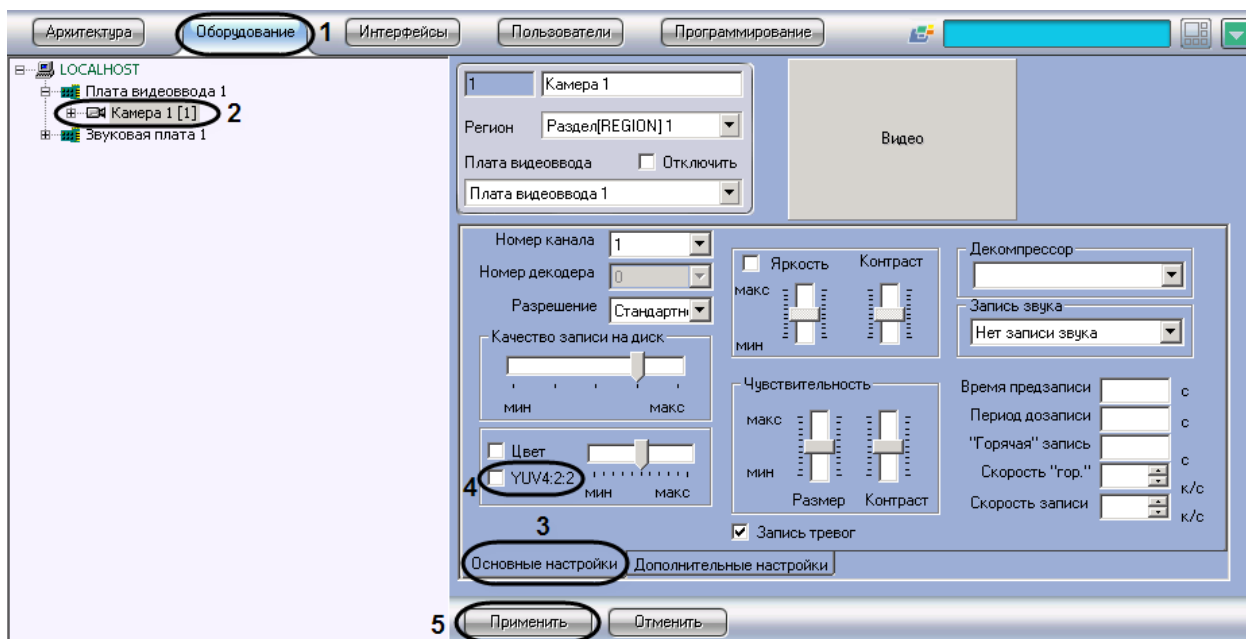 Архитектура
Оборудование
1
Интерфейсы
Пользователи
Программирование
LOCALHOST
Плата видеоввода 1
Камера 1 [1]
2
Звуковая плата 1
1
Камера 1
Регион
Раздел[REGION] 1
Плата видеоввода
Отключить
Плата видеоввода 1
Видео
Номер канала
1
Номер декодера
0
Разрешение
Стандартн
Качество записи на диск
мин
макс
Цвет
4
YUV4:2:2
мин
макс
Яркость
Контраст
макс
мин
Чувствительность
макс
мин
Размер
Контраст
Запись тревог
Декомпрессор
Запись звука
Нет записи звука
Время предзаписи
с
Период дозаписи
с
"Горячая" запись
с
Скорость "гор."
к/с
Скорость записи
к/с
3
Основные настройки
Дополнительные настройки
5
Применить
Отменить